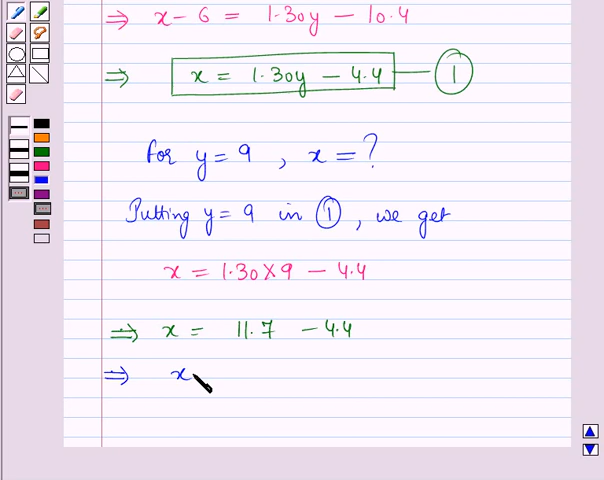 ⇒ x - 6 = 1.30y - 10.4
⇒ x = 1.30y - 4.4 — ①
For y = 9 , x = ?
Putting y = 9 in ①, we get
x = 1.30 × 9 - 4.4
⇒ x = 11.7 - 4.4
⇒ x